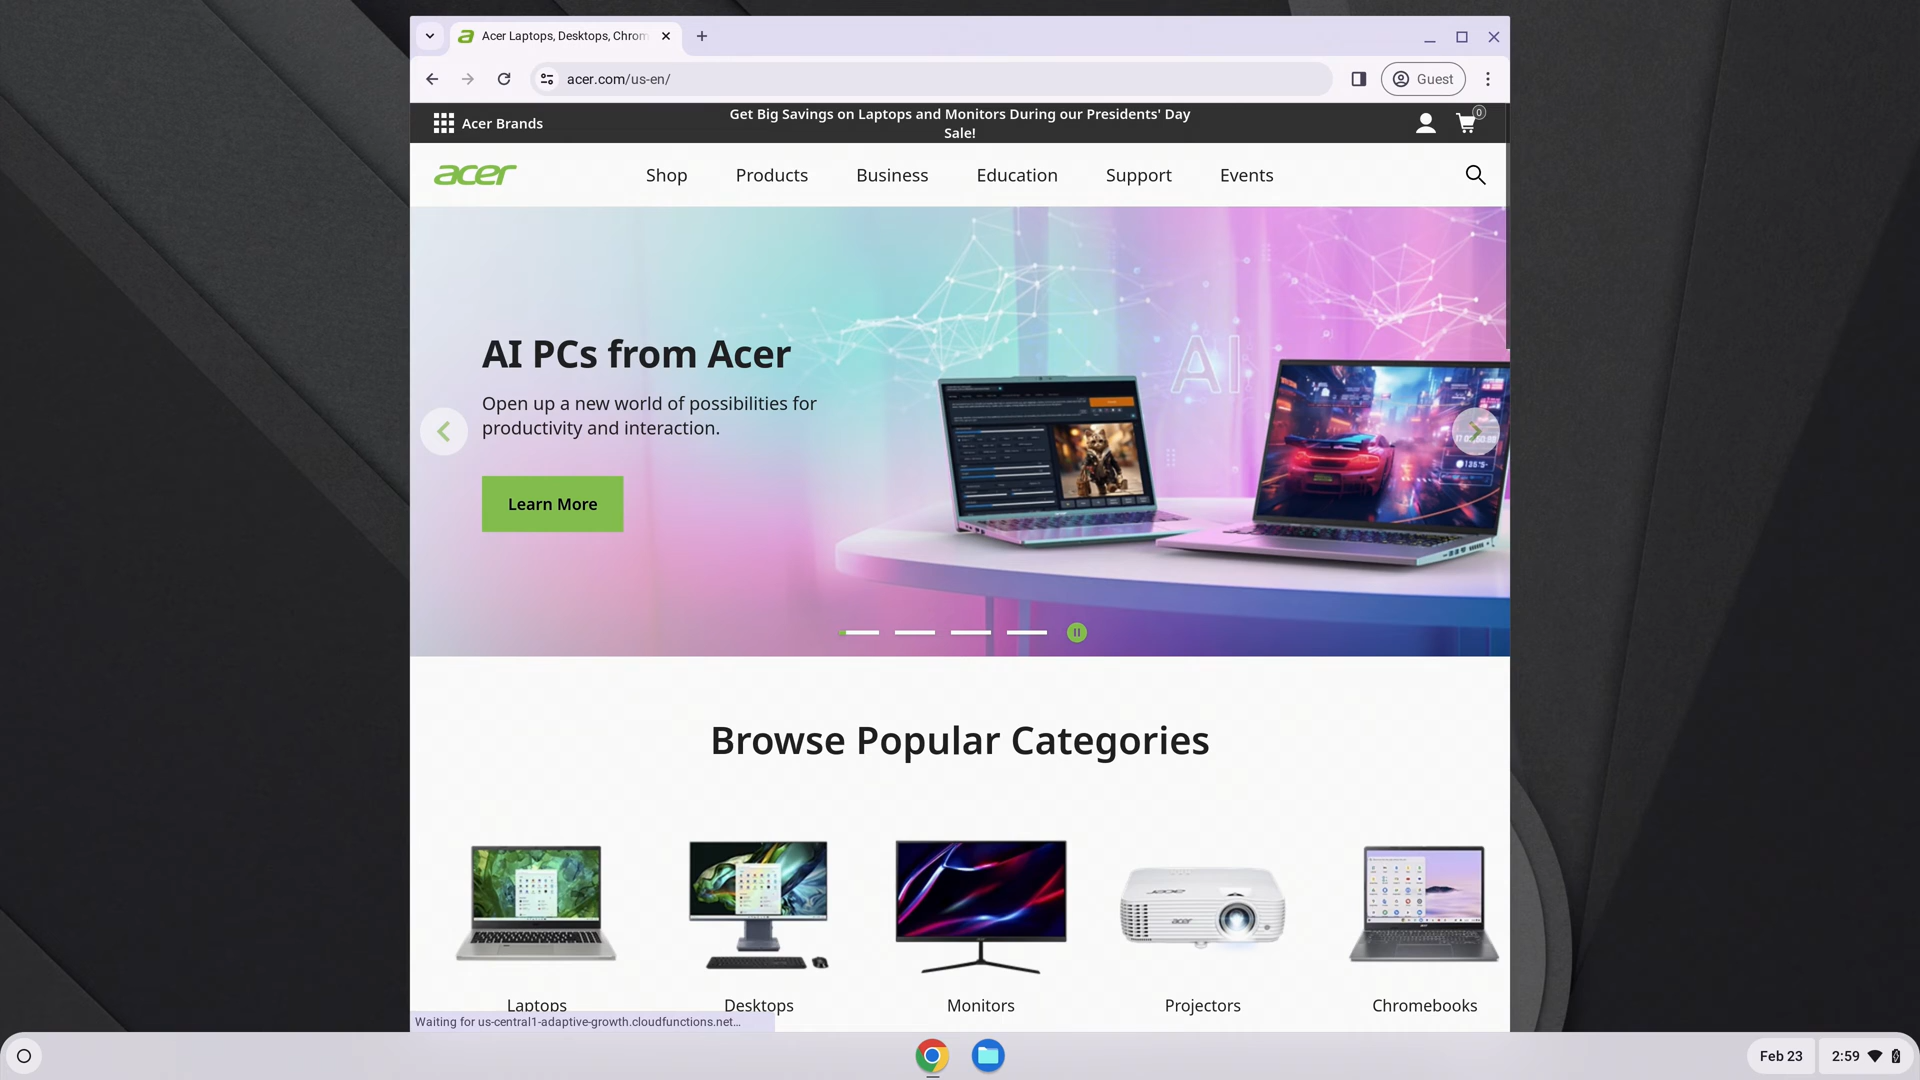 Acer Laptops, Desktops, Chrom
acer.com/us-en/
Guest
Acer Brands
Get Big Savings on Laptops and Monitors During our Presidents' Day
Sale!
0
acer
Shop
Products
Business
Education
Support
Events
AI PCs from Acer
Open up a new world of possibilities for
productivity and interaction.
Learn More
AI
Browse Popular Categories
acer
Laptops
Desktops
Monitors
Projectors
Chromebooks
Waiting for us-central1-adaptive-growth.cloudfunctions.net...
Feb 23
2:59